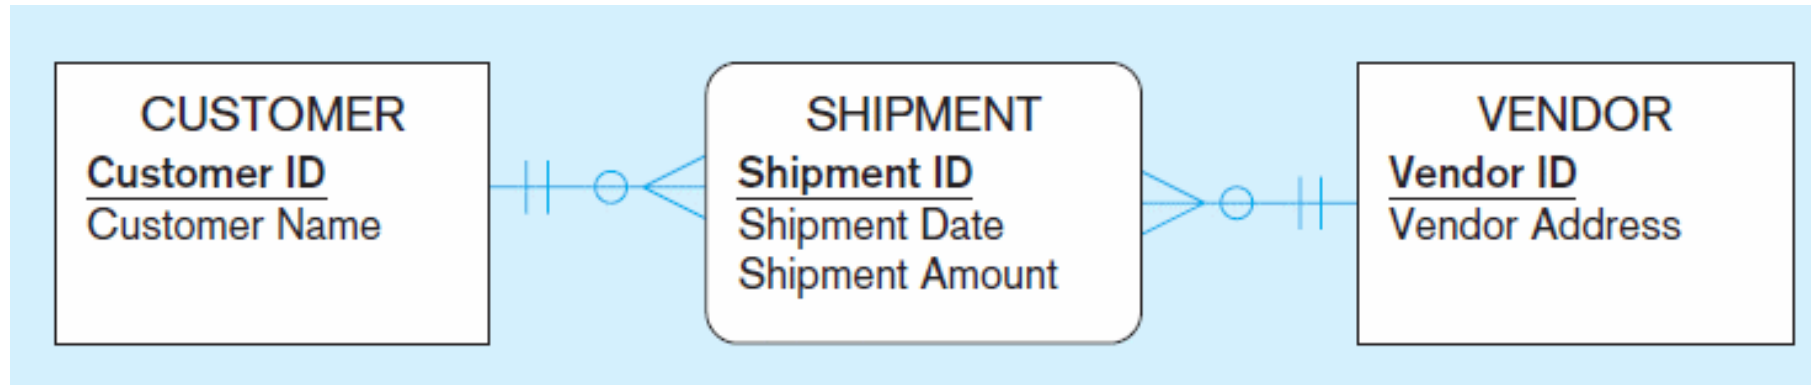 CUSTOMER
Customer ID
Customer Name
SHIPMENT
Shipment ID
Shipment Date
Shipment Amount
VENDOR
Vendor ID
Vendor Address